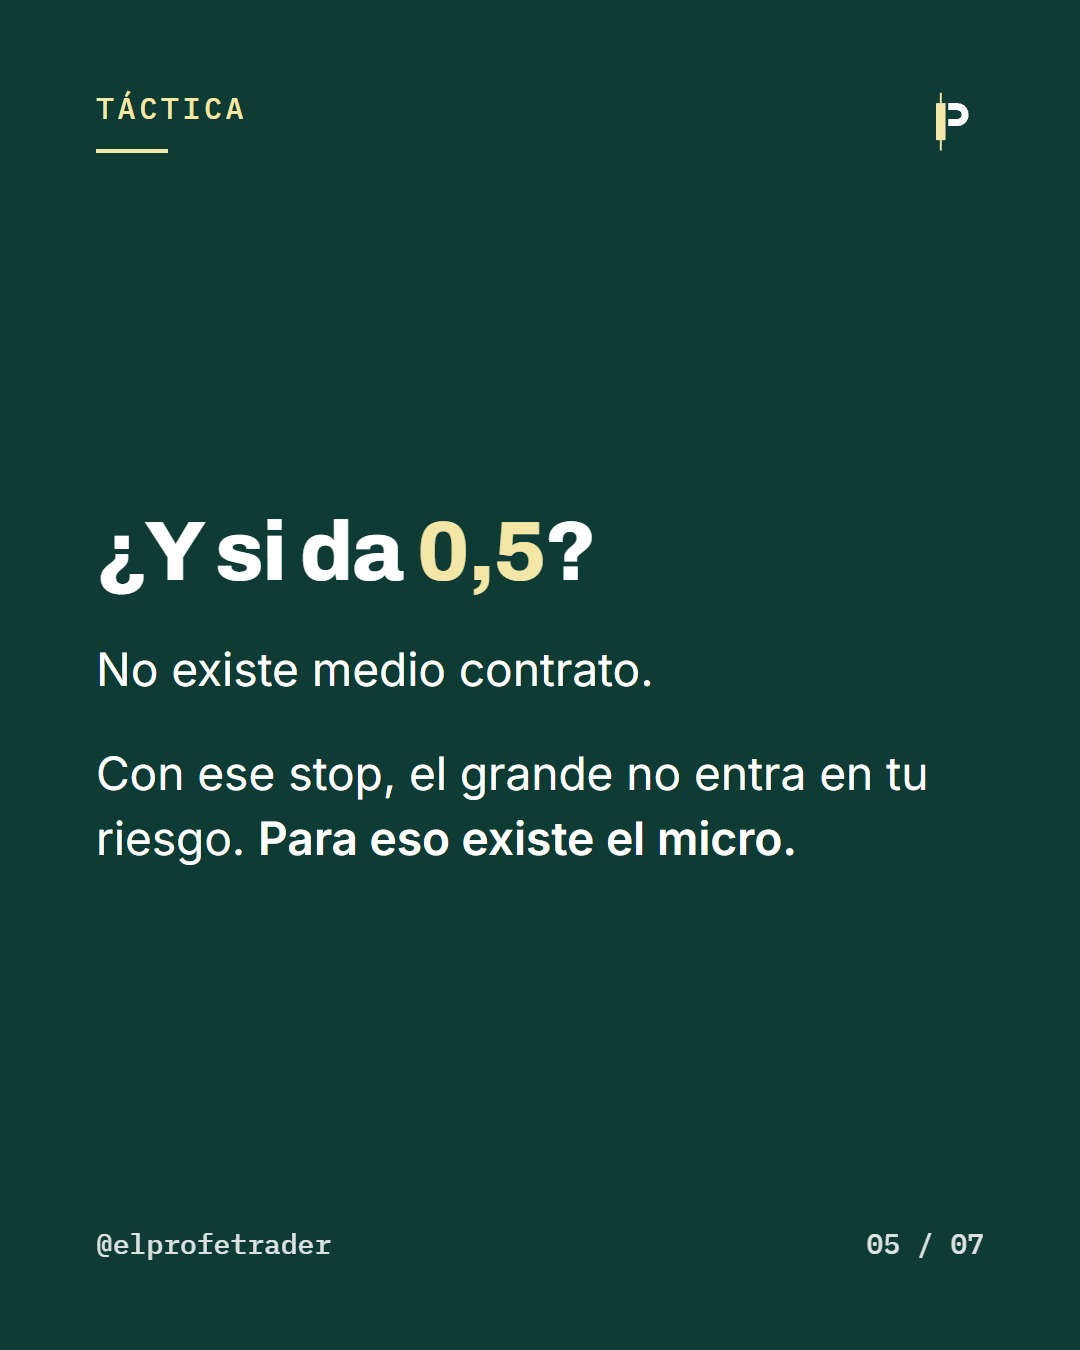 TÁCTICA
¿Y si da 0,5?
No existe medio contrato.
Con ese stop, el grande no entra en tu
riesgo. Para eso existe el micro.
@elprofetrader
05 / 07